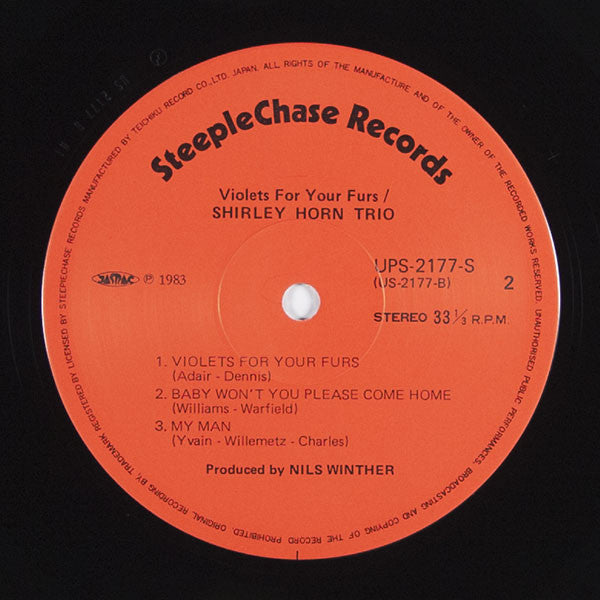 MANUFACTURED BY TEICHIKU RECORD CO., LTD. JAPAN. ALL RIGHTS OF THE MANUFACTURE AND OF THE OWNER OF THE RECORDED WORKS RESERVED. UNAUTHORISED PUBLIC PERFORMANCES, BROADCASTING AND COPYING OF THE RECORD PROHIBITED. ORIGINAL RECORDING BY, TRADEMARK REGISTERED BY, LICENSED BY STEEPLECHASE RECORDS
SteepleChase Records
Violets For Your Furs /
SHIRLEY HORN TRIO
JASRAC ℗ 1983
UPS-2177-S
(US-2177-B)
2
STEREO 33 1/3 R.P.M.
1. VIOLETS FOR YOUR FURS
(Adair - Dennis)
2. BABY WON'T YOU PLEASE COME HOME
(Williams - Warfield)
3. MY MAN
(Yvain - Willemetz - Charles)
Produced by NILS WINTHER